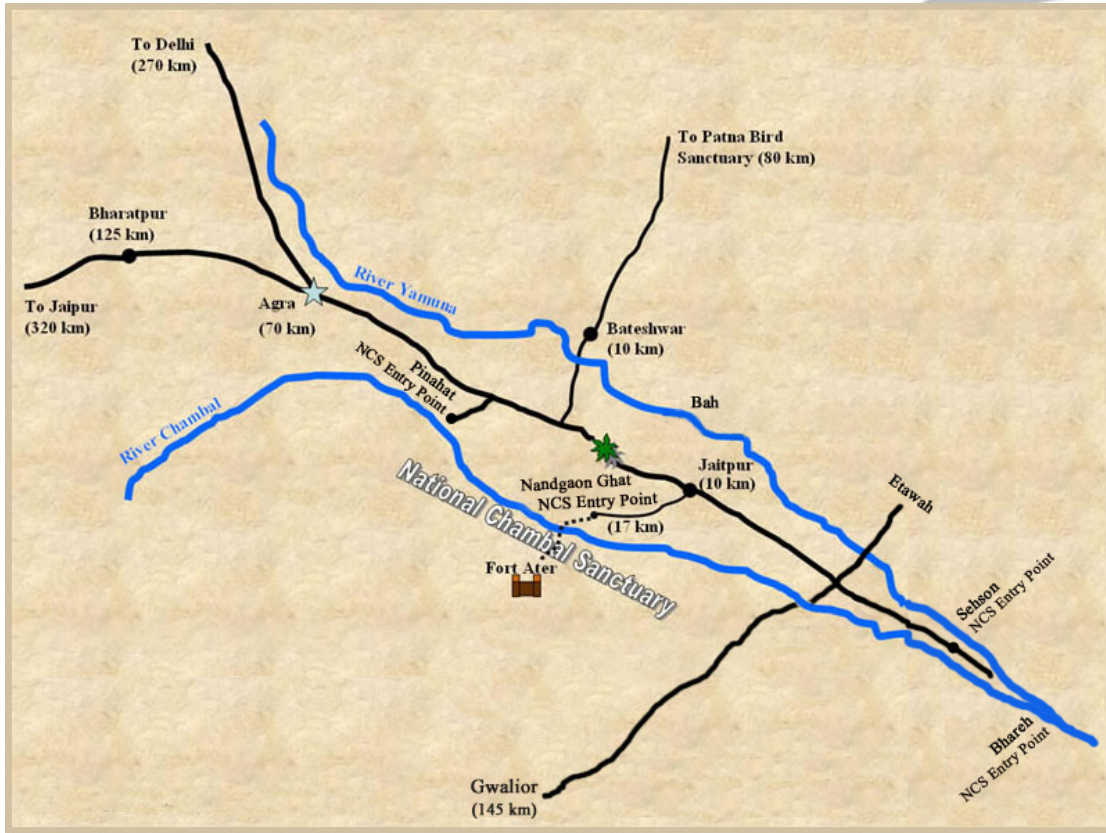 To Delhi
(270 km)
To Patna Bird
Sanctuary (80 km)
Bharatpur
(125 km)
River Yamuna
To Jaipur
(320 km)
Agra
(70 km)
Bateshwar
(10 km)
Pinahat
NCS Entry Point
River Chambal
Bah
Jaitpur
(10 km)
Nandgaon Ghat
NCS Entry Point
(17 km)
Etawah
National Chambal Sanctuary
Fort Ater
Sehson
NCS Entry Point
Bhareh
NCS Entry Point
Gwalior
(145 km)